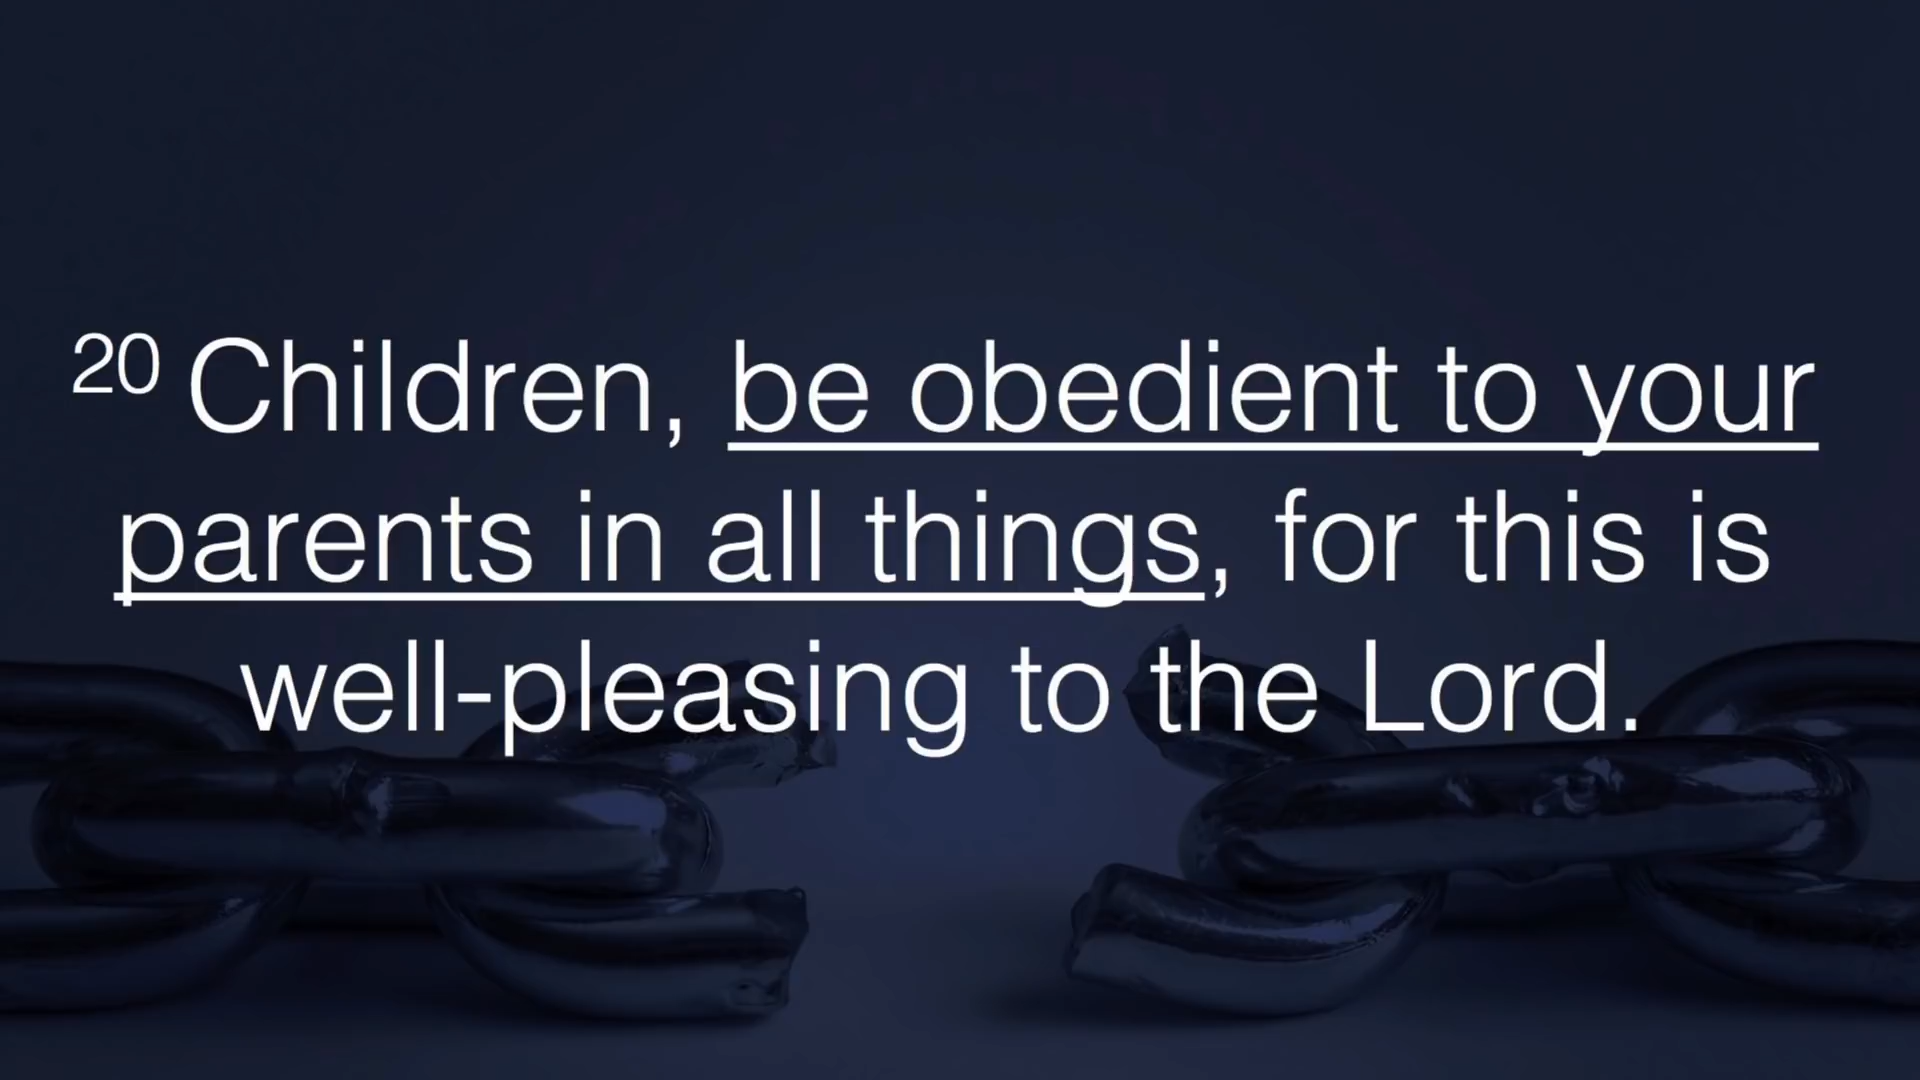 20 Children, be obedient to your
parents in all things, for this is
well-pleasing to the Lord.